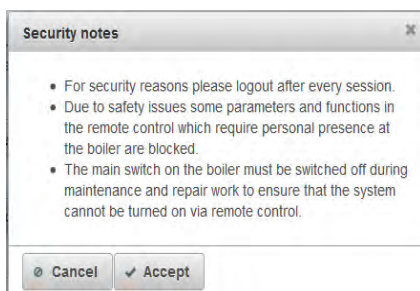 Security notes
• For security reasons please logout after every session.
• Due to safety issues some parameters and functions in
the remote control which require personal presence at
the boiler are blocked.
• The main switch on the boiler must be switched off during
maintenance and repair work to ensure that the system
cannot be turned on via remote control.
Cancel Accept